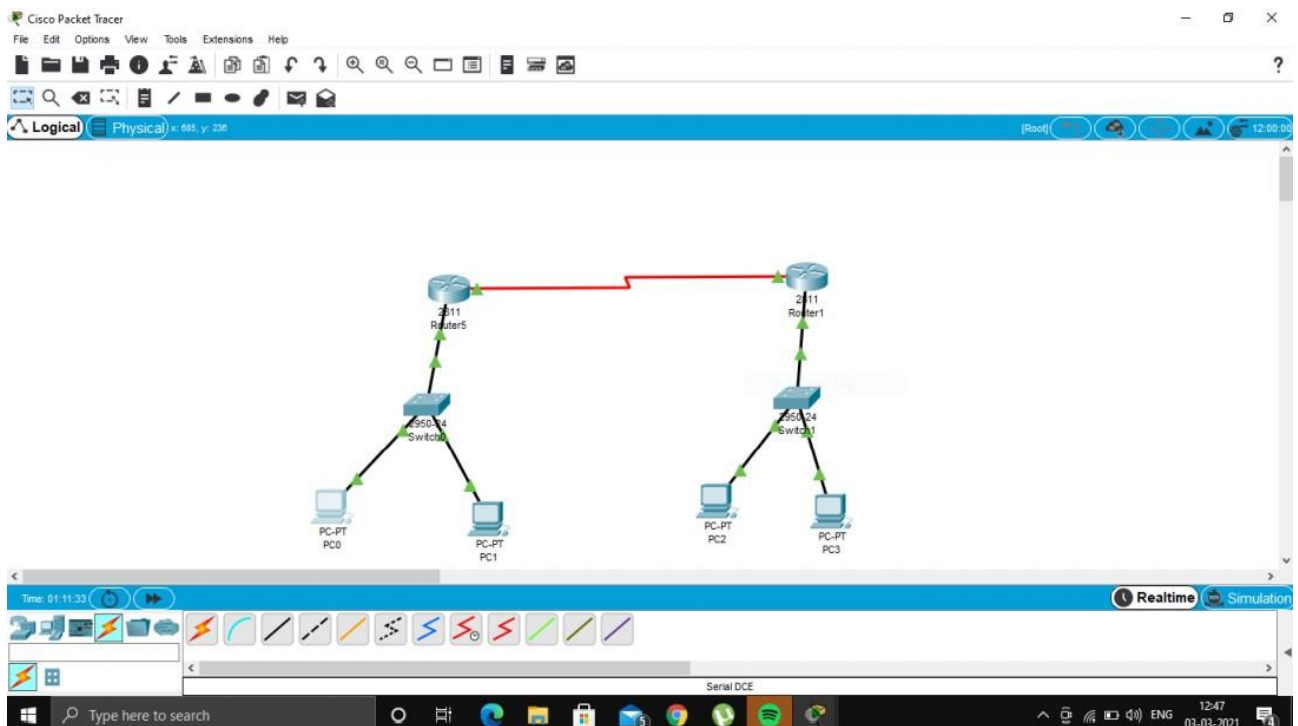 Cisco Packet Tracer
File Edit Options View Tools Extensions Help
?
Logical Physical x: 685, y: 236 [Root] 12:00:00
2811
Router5
2811
Router1
2950-24
Switch0
2950-24
Switch1
PC-PT
PC0
PC-PT
PC1
PC-PT
PC2
PC-PT
PC3
Time: 01:11:33 Realtime Simulation
Serial DCE
Type here to search
5
ENG
12:47
03-03-2021
4